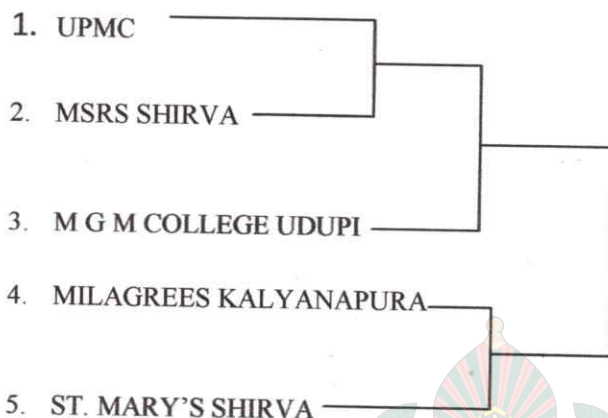 1. UPMC
2. MSRS SHIRVA
3. M G M COLLEGE UDUPI
4. MILAGREES KALYANAPURA
5. ST. MARY'S SHIRVA